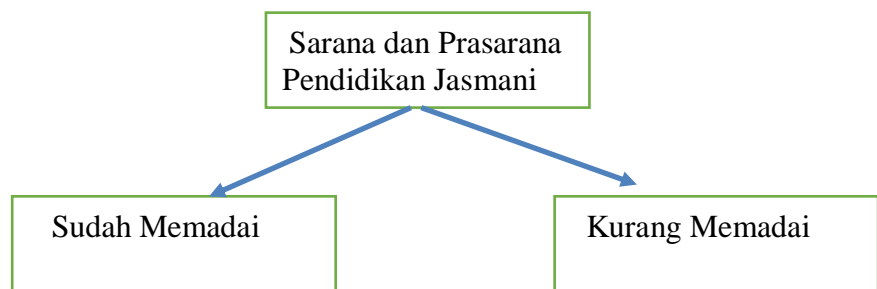 Sarana dan Prasarana
Pendidikan Jasmani
Sudah Memadai
Kurang Memadai